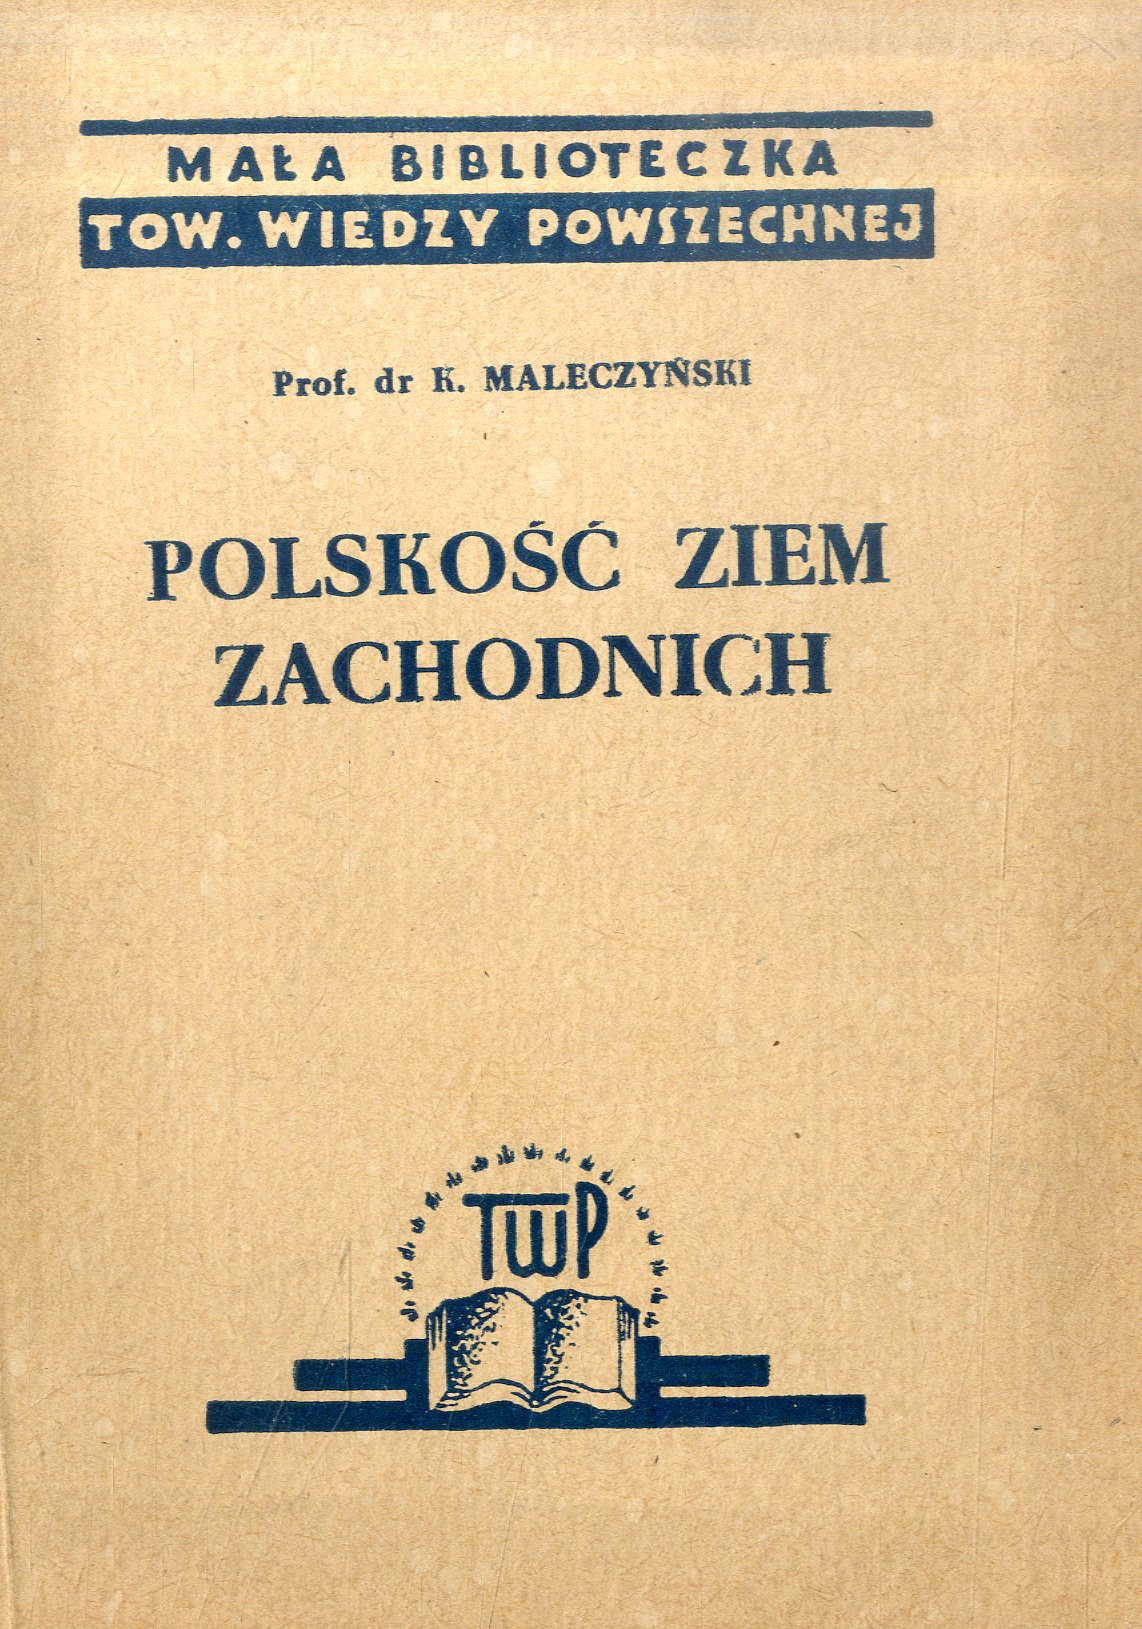 MAŁA BIBLIOTECZKA
TOW. WIEDZY POWSZECHNEJ
Prof. dr K. MALECZYŃSKI
POLSKOŚĆ ZIEM
ZACHODNICH
TWP